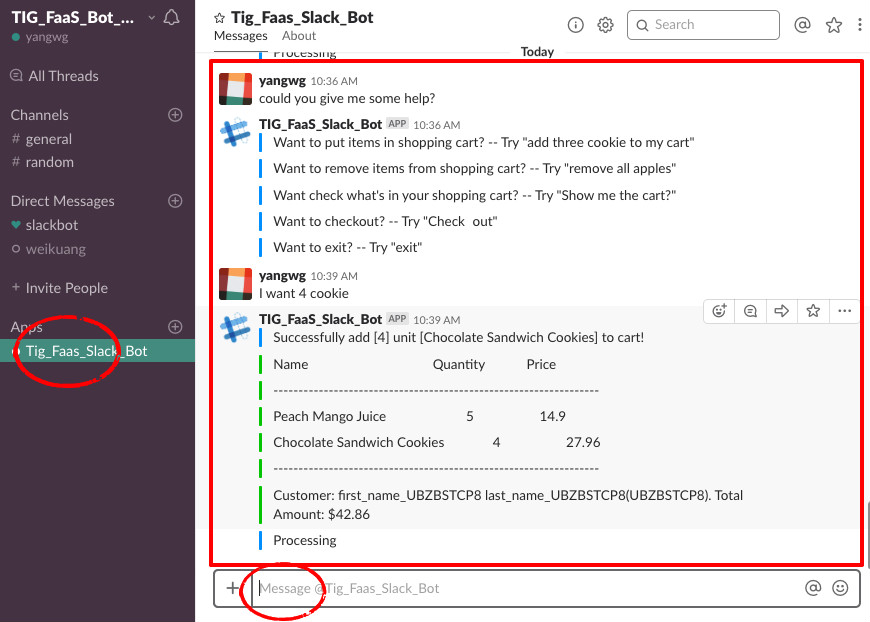 TIG_FaaS_Bot_...
yangwg
All Threads
Channels
# general
# random
Direct Messages
slackbot
weikuang
+ Invite People
Apps
Tig_Faas_Slack_Bot
Tig_Faas_Slack_Bot
Messages About
Search
Processing
Today
yangwg 10:36 AM
could you give me some help?
TIG_FaaS_Slack_Bot APP 10:36 AM
Want to put items in shopping cart? -- Try "add three cookie to my cart"
Want to remove items from shopping cart? -- Try "remove all apples"
Want check what's in your shopping cart? -- Try "Show me the cart?"
Want to checkout? -- Try "Check out"
Want to exit? -- Try "exit"
yangwg 10:39 AM
I want 4 cookie
TIG_FaaS_Slack_Bot APP 10:39 AM
Successfully add [4] unit [Chocolate Sandwich Cookies] to cart!
Name Quantity Price
----------------------------------------------------------------
Peach Mango Juice 5 14.9
Chocolate Sandwich Cookies 4 27.96
----------------------------------------------------------------
Customer: first_name_UBZBSTCP8 last_name_UBZBSTCP8(UBZBSTCP8). Total
Amount: $42.86
Processing
Message @Tig_Faas_Slack_Bot